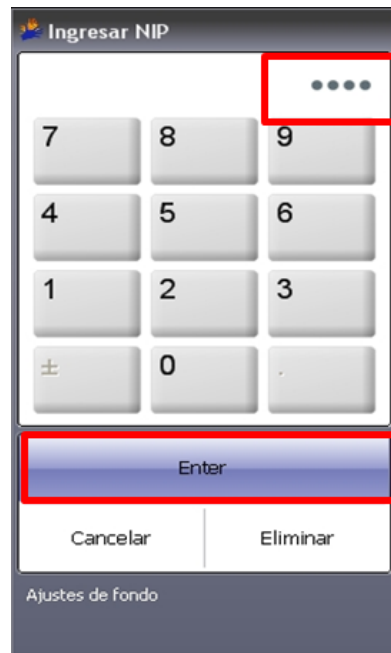 Ingresar NIP
••••
7 8 9
4 5 6
1 2 3
± 0 .
Enter
Cancelar Eliminar
Ajustes de fondo